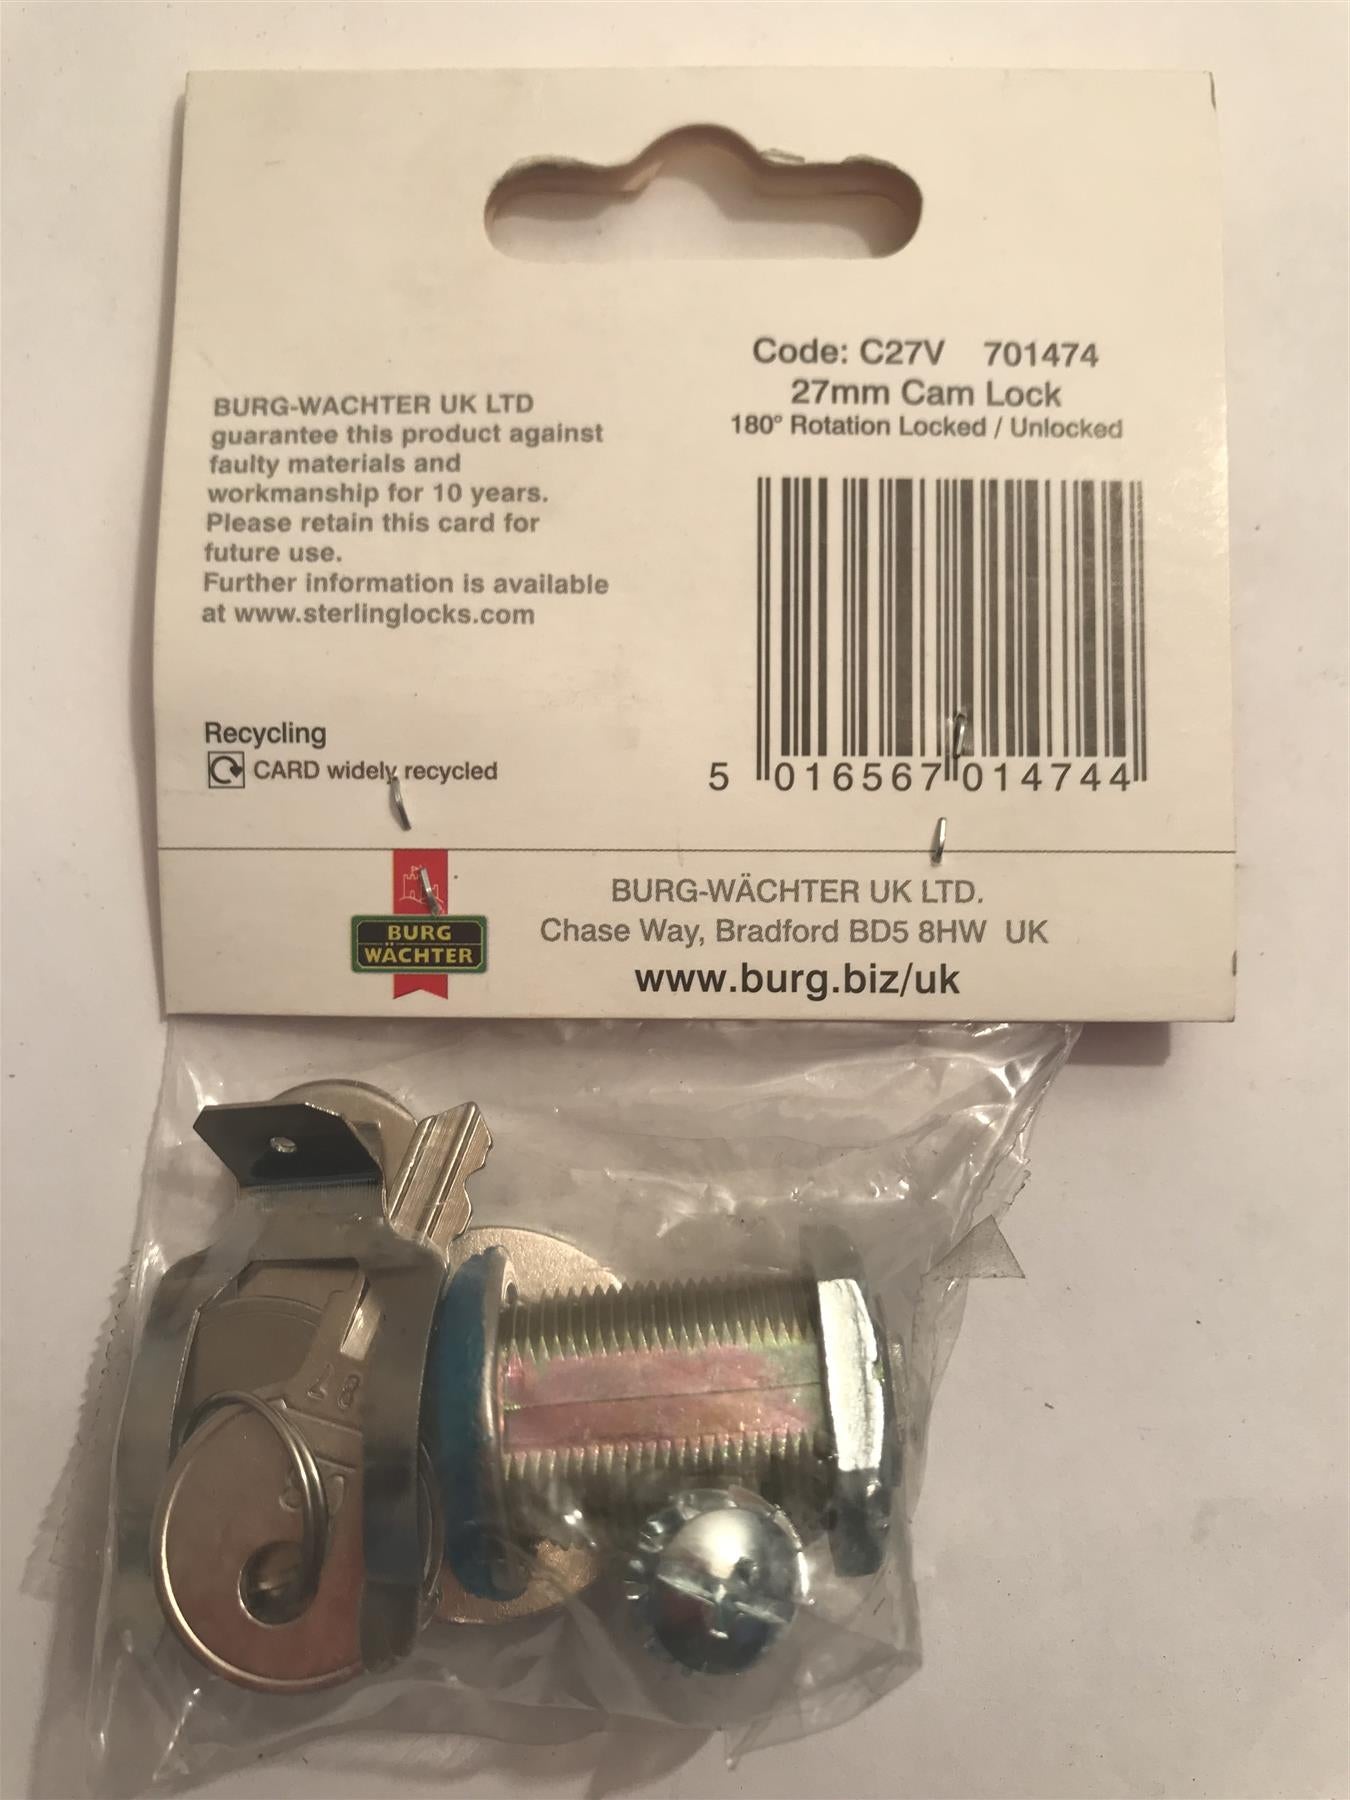 Code: C27V 701474
27mm Cam Lock
180° Rotation Locked / Unlocked
BURG-WACHTER UK LTD
guarantee this product against
faulty materials and
workmanship for 10 years.
Please retain this card for
future use.
Further information is available
at www.sterlinglocks.com
Recycling
CARD widely recycled
5 016567 014744
BURG
WÄCHTER
BURG-WÄCHTER UK LTD.
Chase Way, Bradford BD5 8HW UK
www.burg.biz/uk